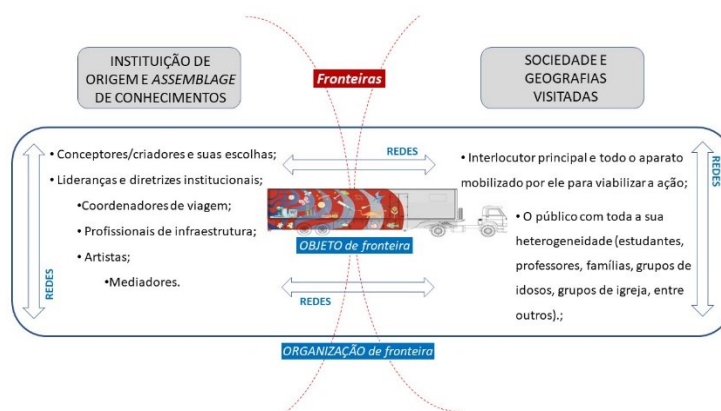 INSTITUIÇÃO DE
ORIGEM E ASSEMBLAGE
DE CONHECIMENTOS
Fronteiras
SOCIEDADE E
GEOGRAFIAS
VISITADAS
• Conceptores/criadores e suas escolhas;
• Lideranças e diretrizes institucionais;
• Coordenadores de viagem;
• Profissionais de infraestrutura;
• Artistas;
• Mediadores.
REDES
REDES
OBJETO de fronteira
REDES
• Interlocutor principal e todo o aparato
mobilizado por ele para viabilizar a ação;
• O público com toda a sua
heterogeneidade (estudantes,
professores, famílias, grupos de
idosos, grupos de igreja, entre
outros).;
REDES
ORGANIZAÇÃO de fronteira